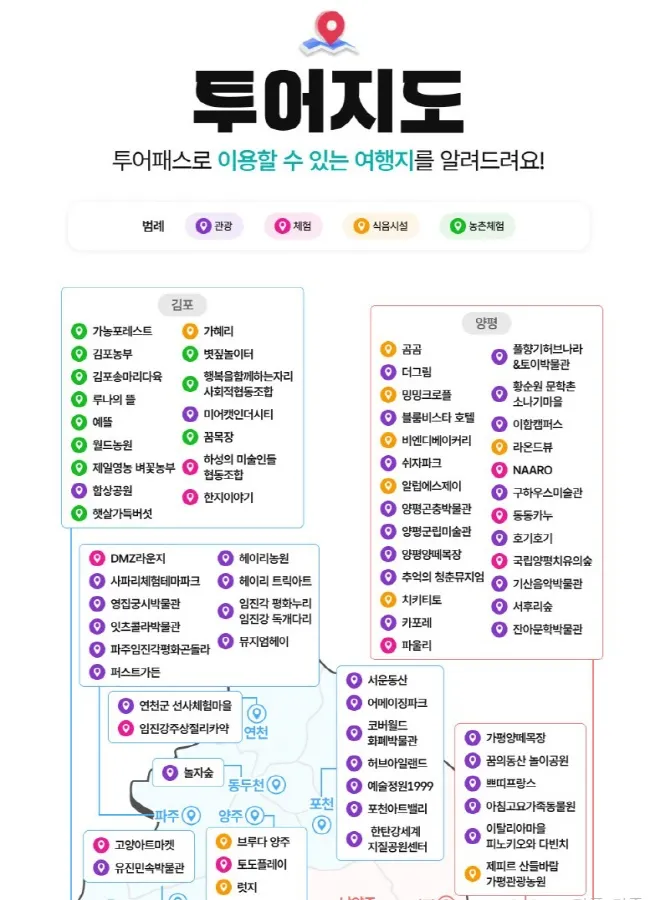 투어지도
투어패스로 이용할 수 있는 여행지를 알려드려요!
범례
관광
체험
식음시설
농촌체험
김포
가농포레스트
김포농부
김포송마리다육
루나의 뜰
예뜰
월드농원
제일영농 벼꽃농부
함상공원
햇살가득버섯
가혜리
벗짚놀이터
행복을함께하는자리
사회적협동조합
미어캣인더시티
꿈목장
하성의 미술인들
협동조합
한지이야기
양평
곰곰
더그림
밍밍크로플
블룸비스타 호텔
비엔디베이커리
쉬자파크
알럽에스제이
양평곤충박물관
양평군립미술관
양평양떼목장
추억의 청춘뮤지엄
치키티토
카포레
파울리
풀향기허브나라
&토이박물관
황순원 문학촌
소나기마을
이함캠퍼스
라온드뷰
NAARO
구하우스미술관
동동카누
호기호기
국립양평치유의숲
기산음악박물관
서후리숲
잔아문학박물관
DMZ라운지
사파리체험테마파크
영집궁시박물관
잇츠콜라박물관
파주임진각평화곤돌라
퍼스트가든
헤이리농원
헤이리 트릭아트
임진각 평화누리
임진강 독개다리
뮤지엄헤이
연천군 선사체험마을
임진강주상절리카약
연천
놀자숲
동두천
파주
양주
고양아트마켓
유진민속박물관
브루다 양주
토도플레이
럿지
서운동산
어메이징파크
코버월드
화폐박물관
허브아일랜드
예술정원1999
포천아트밸리
한탄강세계
지질공원센터
포천
가평양떼목장
꿈의동산 놀이공원
쁘띠프랑스
아침고요가족동물원
이탈리아마을
피노키오와 다빈치
제피르 산들바람
가평관광농원